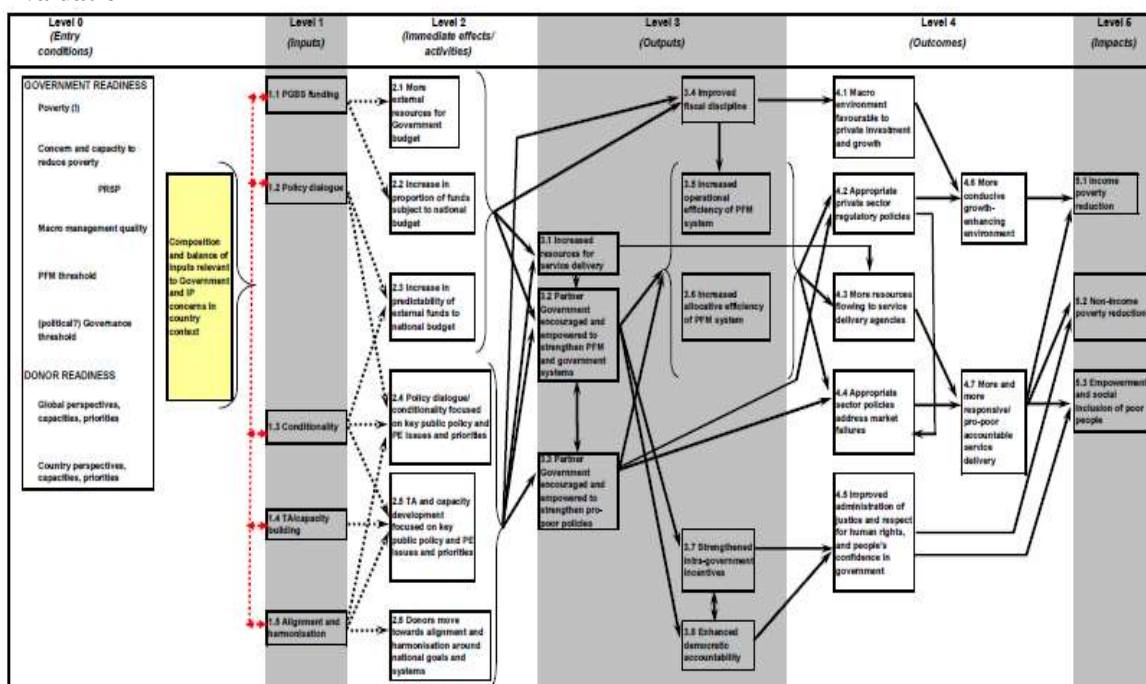 Level 0
(Entry
conditions)
Level 1
(Inputs)
Level 2
(Immediate effects/
activities)
Level 3
(Outputs)
Level 4
(Outcomes)
Level 5
(Impacts)
GOVERNMENT READINESS
Poverty (!)
Concern and capacity to
reduce poverty
PRSP
Macro management quality
PFM threshold
(political?) Governance
threshold
DONOR READINESS
Global perspectives,
capacities, priorities
Country perspectives,
capacities, priorities
Composition
and balance of
inputs relevant
to Government
and IP
concerns in
country
context
1.1 PGBS funding
1.2 Policy dialogue
1.3 Conditionality
1.4 TA/capacity
building
1.5 Alignment and
harmonisation
2.1 More
external
resources for
Government
budget
2.2 Increase in
proportion of funds
subject to national
budget
2.3 Increase in
predictability of
external funds to
national budget
2.4 Policy dialogue/
conditionality focused
on key public policy and
PE issues and priorities
2.5 TA and capacity
development
focused on key
public policy and PE
issues and priorities
2.6 Donors move
towards alignment and
harmonisation around
national goals and
systems
3.1 Increased
resources for
service delivery
3.2 Partner
Government
encouraged and
empowered to
strengthen PFM
and government
systems
3.3 Partner
Government
encouraged and
empowered to
strengthen pro-
poor policies
3.4 Improved
fiscal discipline
3.5 Increased
operational
efficiency of PFM
system
3.6 Increased
allocative efficiency
of PFM system
3.7 Strengthened
intra-government
incentives
3.8 Enhanced
democratic
accountability
4.1 Macro
environment
favourable to
private investment
and growth
4.2 Appropriate
private sector
regulatory policies
4.3 More resources
flowing to service
delivery agencies
4.4 Appropriate
sector policies
address market
failures
4.5 Improved
administration of
justice and respect
for human rights,
and people's
confidence in
government
4.6 More
conducive
growth-
enhancing
environment
4.7 More and
more
responsive/
pro-poor
accountable
service
delivery
5.1 Income
poverty
reduction
5.2 Non-income
poverty reduction
5.3 Empowerment
and social
inclusion of poor
people